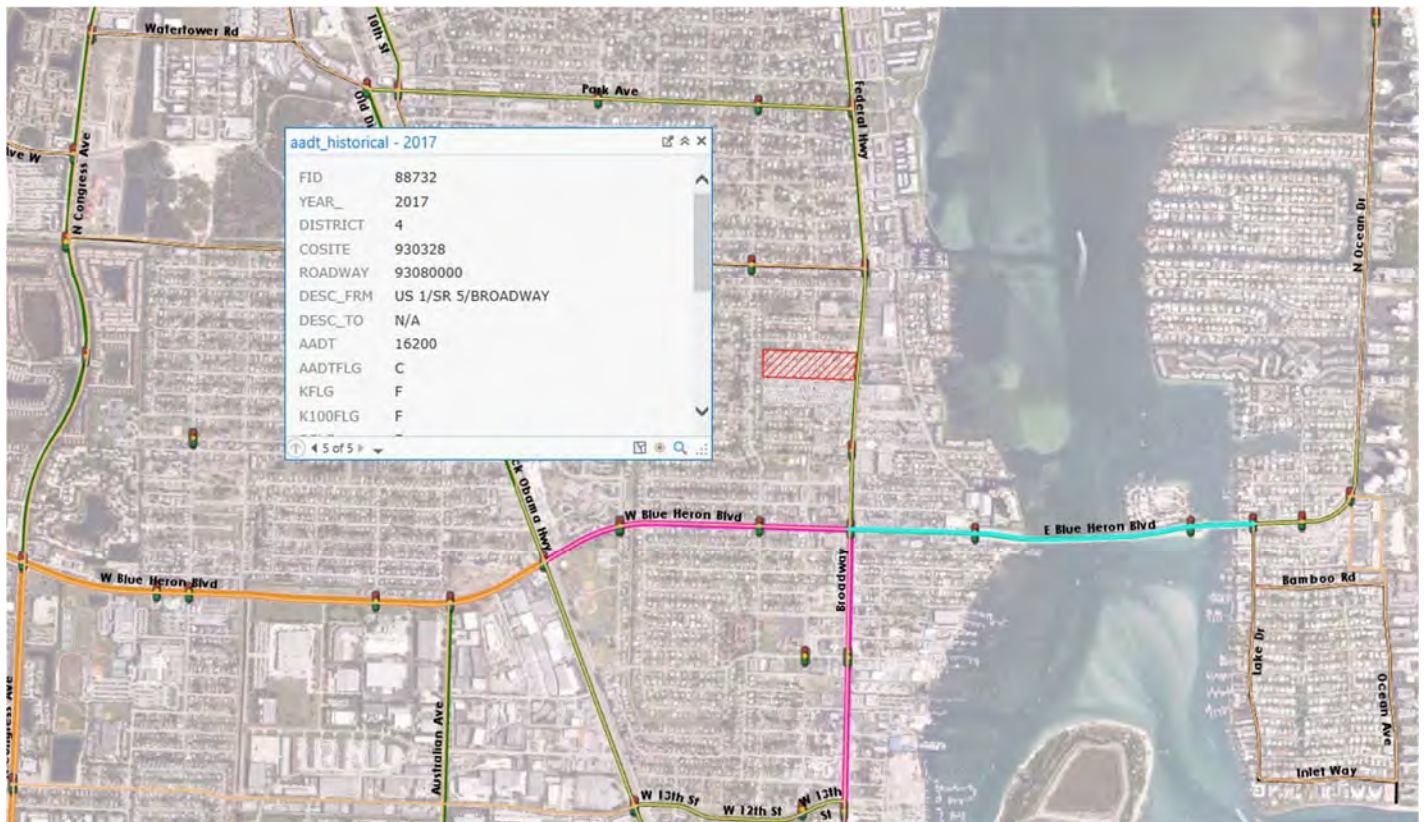 Watertower Rd
10th St
Park Ave
Old Di
Federal Hwy
ve W
N Congress Ave
N Ocean Dr
aadt_historical - 2017
FID 88732
YEAR_ 2017
DISTRICT 4
COSITE 930328
ROADWAY 93080000
DESC_FRM US 1/SR 5/BROADWAY
DESC_TO N/A
AADT 16200
AADTFLG C
KFLG F
K100FLG F
5 of 5
ck Obama Hwy
W Blue Heron Blvd
E Blue Heron Blvd
W Blue Heron Blvd
Broadway
Bamboo Rd
Lake Dr
Ocean Ave
Congress Ave
Australian Ave
Inlet Way
W 13th St
W 12th St
W 13th
St